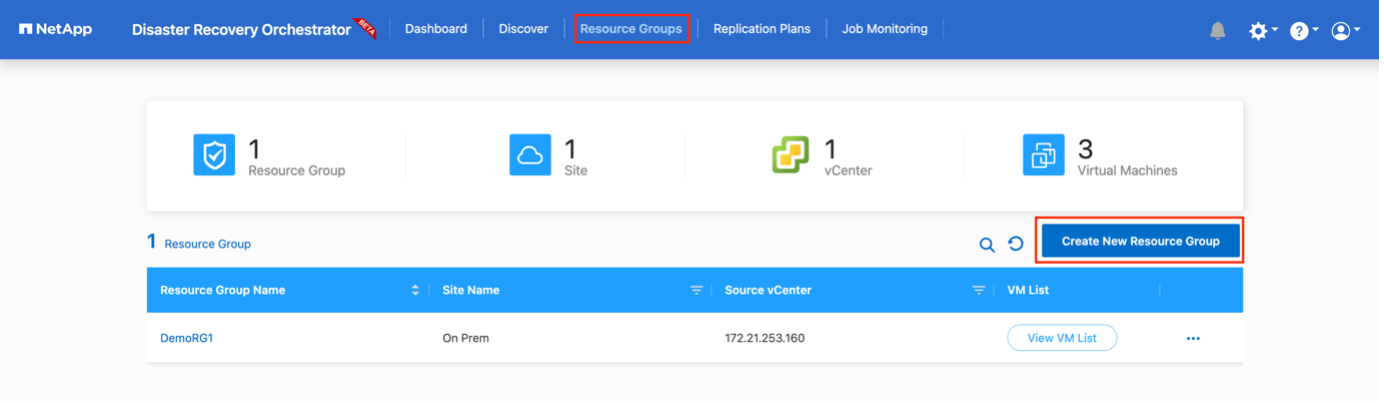 NetApp
Disaster Recovery Orchestrator BETA
Dashboard
Discover
Resource Groups
Replication Plans
Job Monitoring
?
1
Resource Group
1
Site
1
vCenter
3
Virtual Machines
1 Resource Group
Create New Resource Group
Resource Group Name
Site Name
Source vCenter
VM List
DemoRG1
On Prem
172.21.253.160
View VM List
...